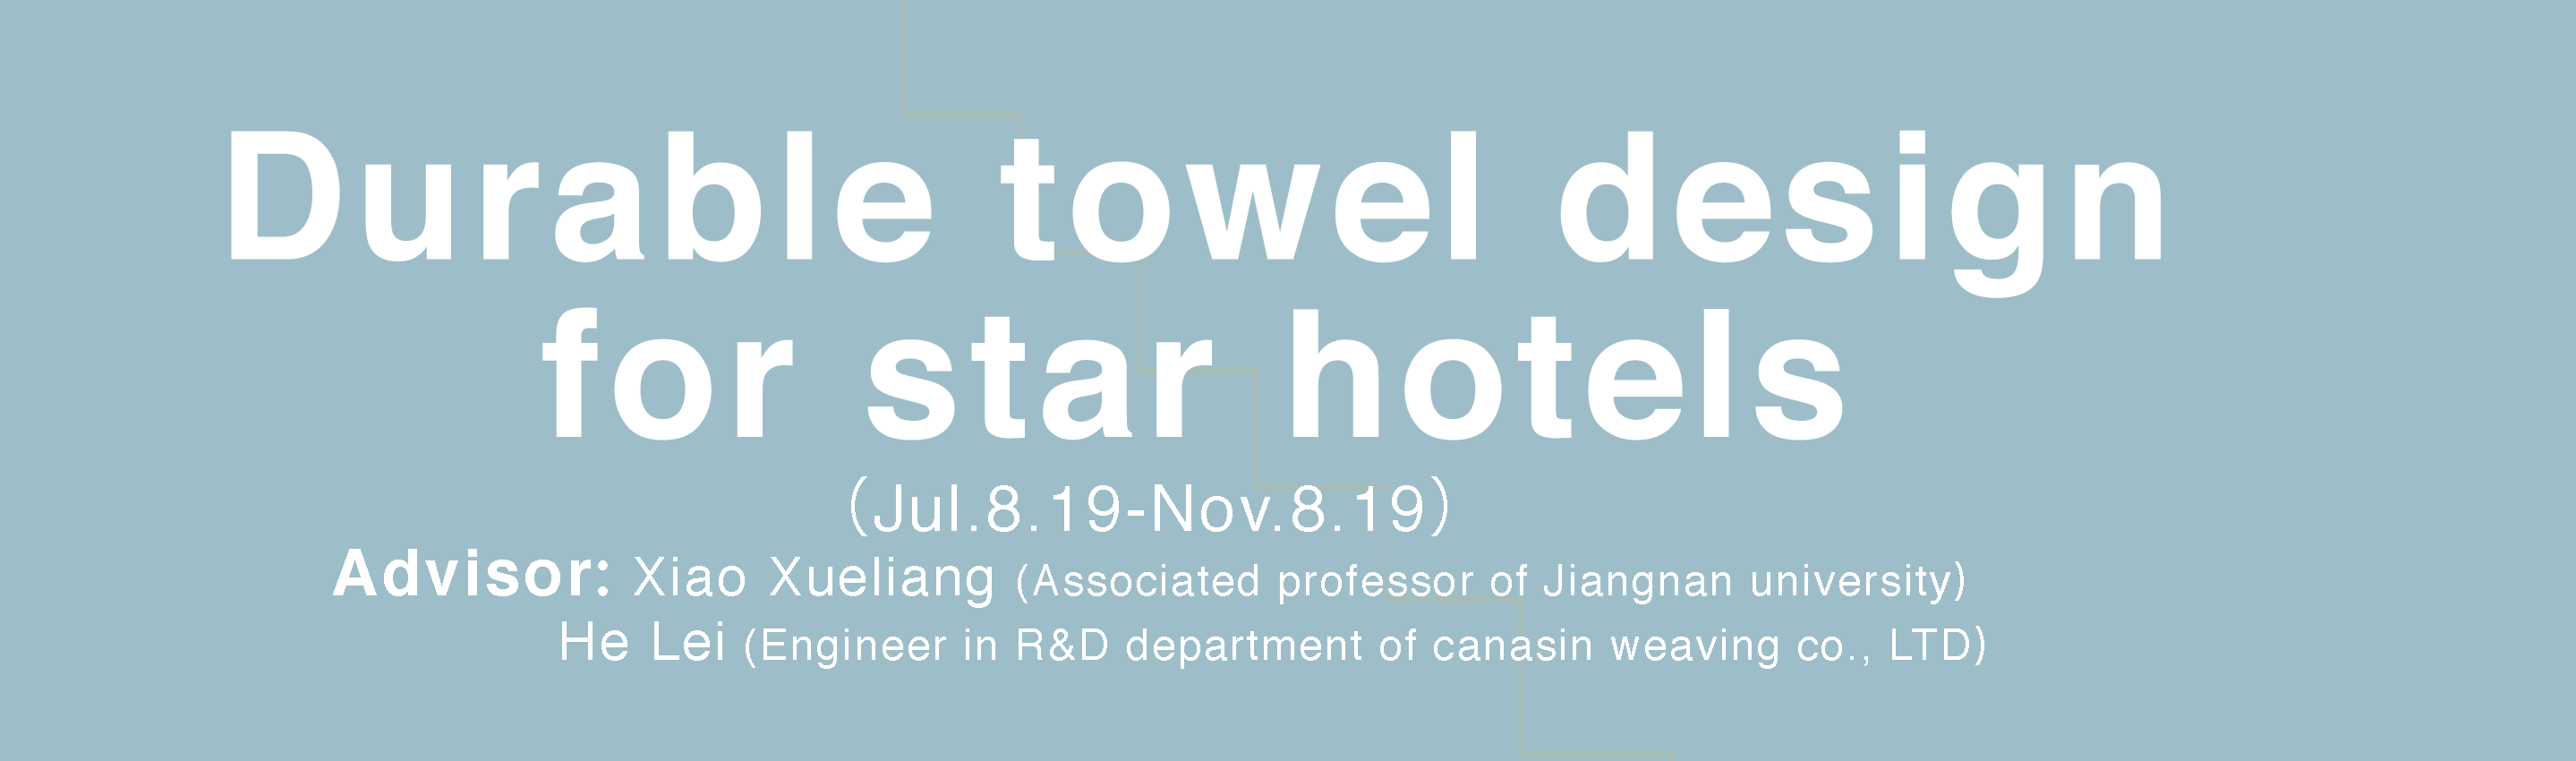 Durable towel design
for star hotels
(Jul.8.19-Nov.8.19)
Advisor: Xiao Xueliang (Associated professor of Jiangnan university)
He Lei (Engineer in R&D department of canasin weaving co., LTD)